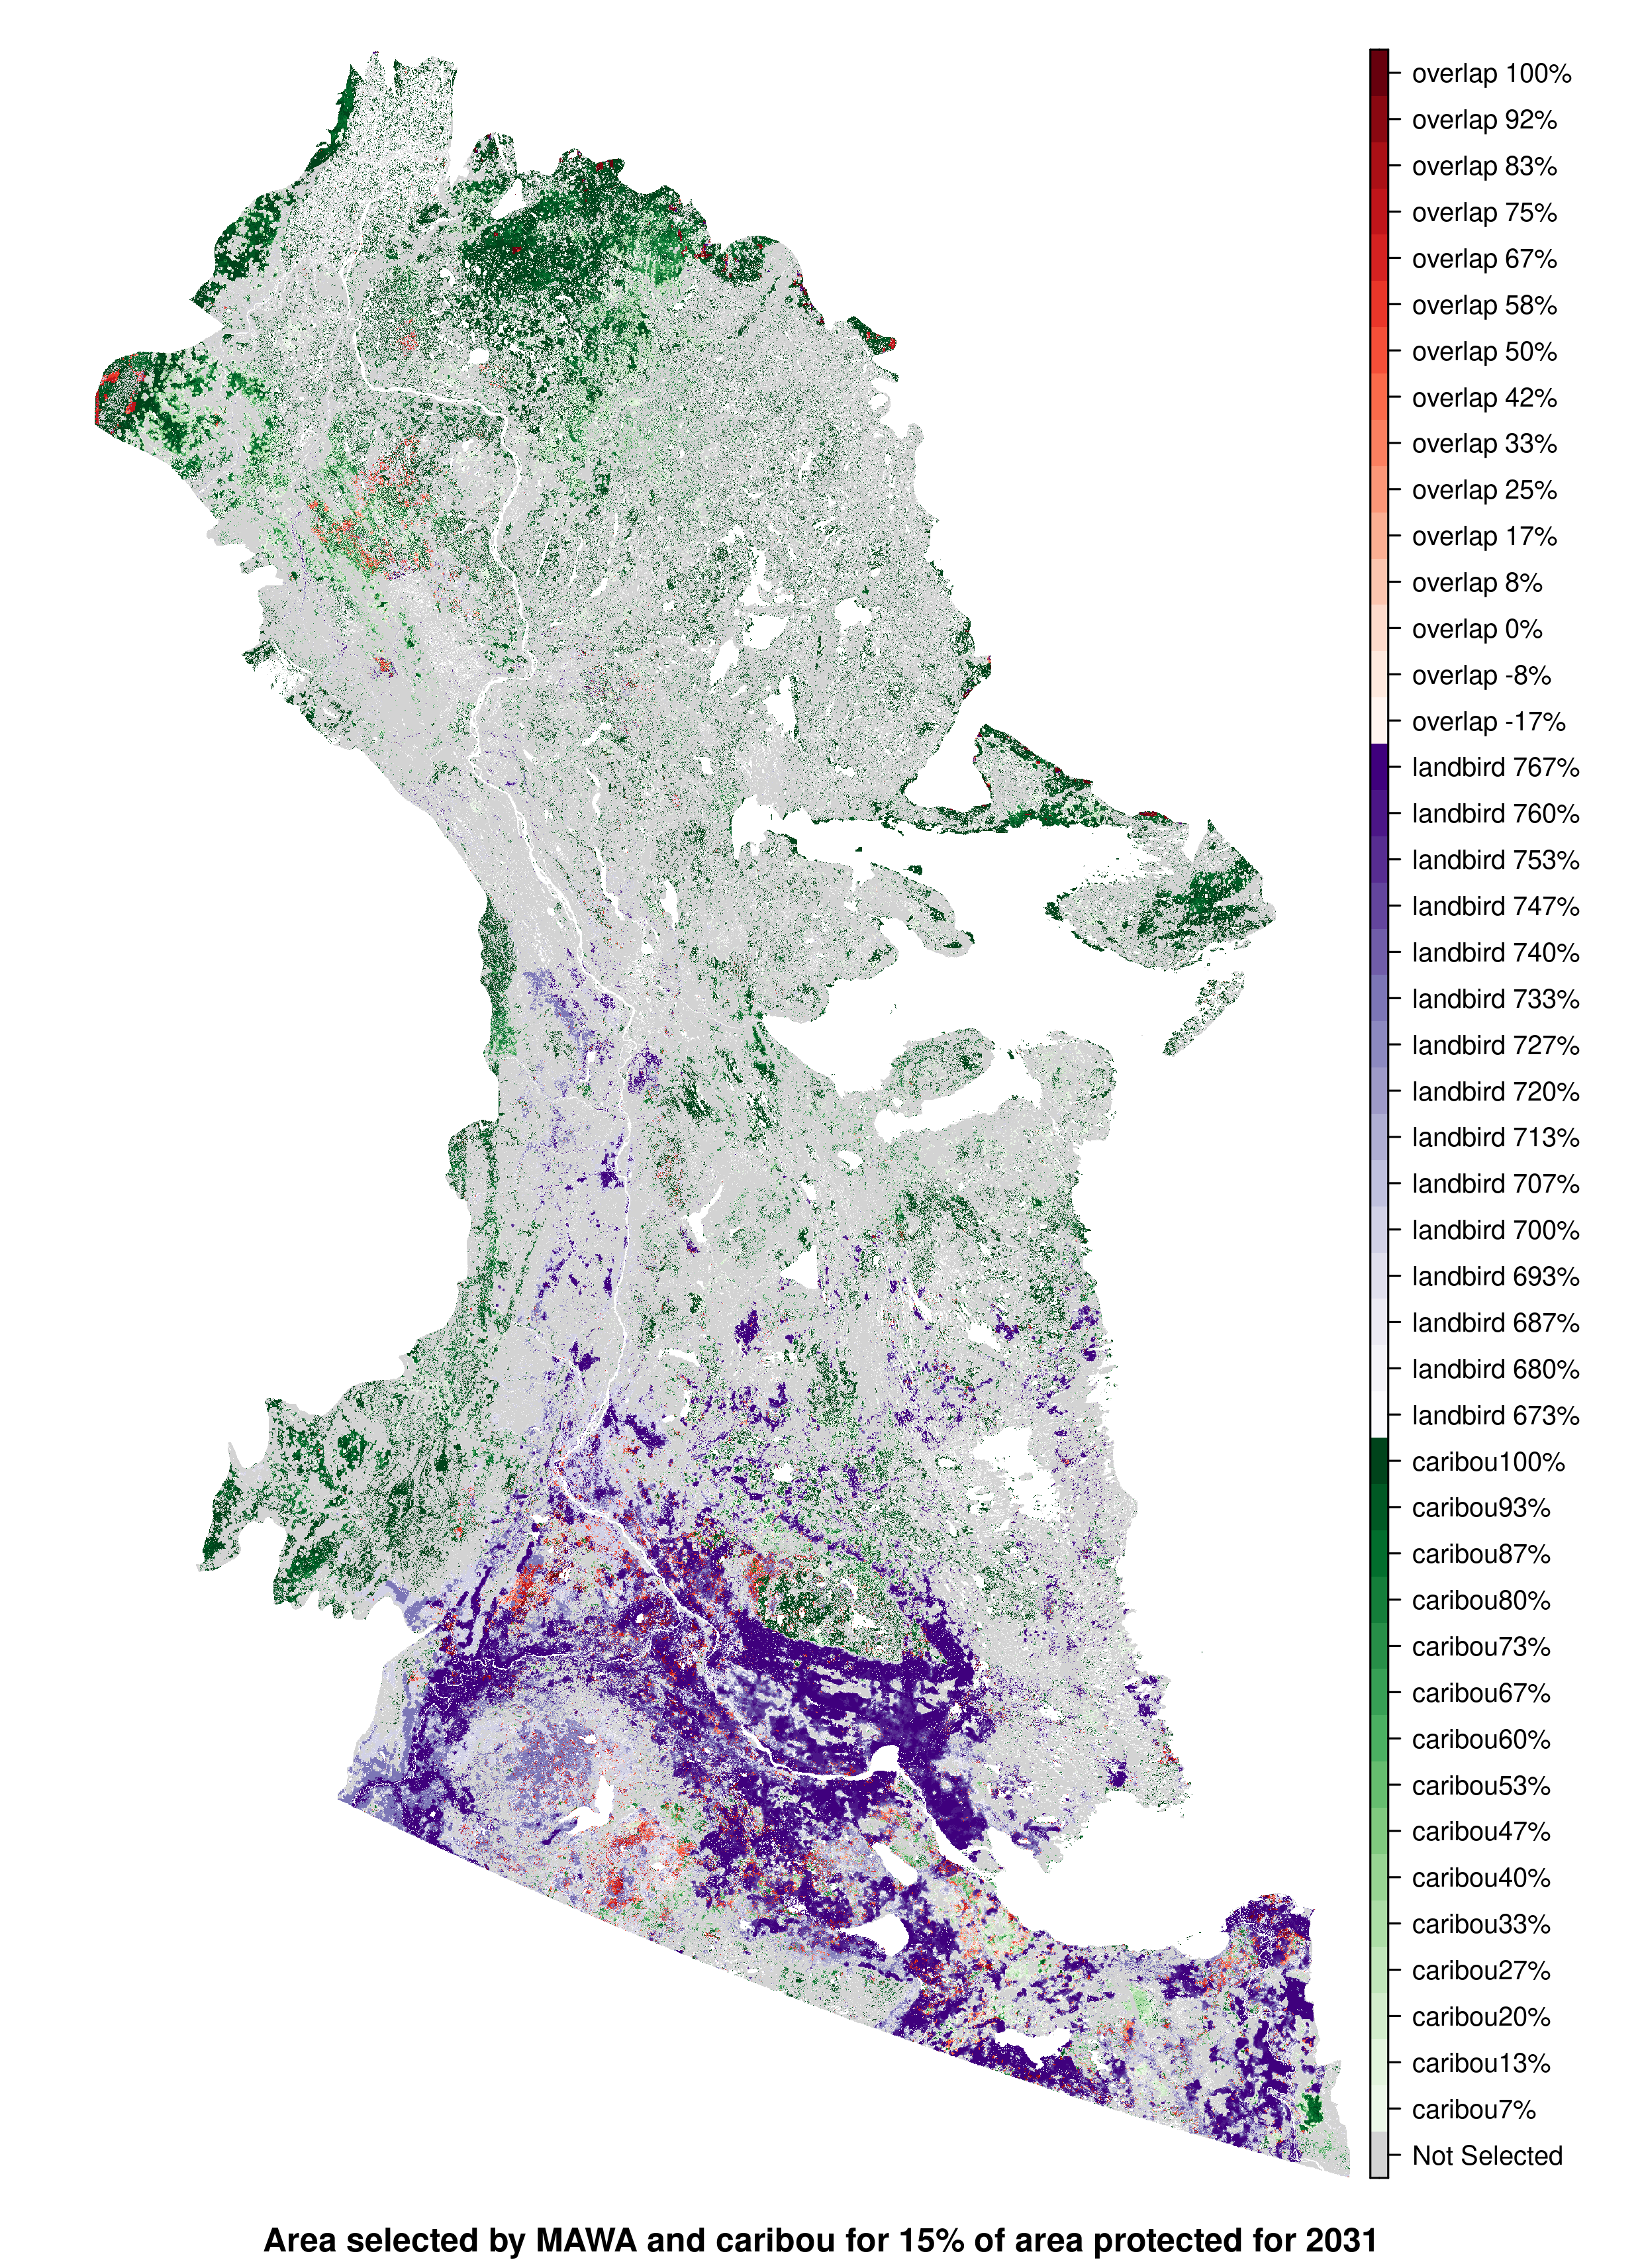 overlap 100%
overlap 92%
overlap 83%
overlap 75%
overlap 67%
overlap 58%
overlap 50%
overlap 42%
overlap 33%
overlap 25%
overlap 17%
overlap 8%
overlap 0%
overlap -8%
overlap -17%
landbird 767%
landbird 760%
landbird 753%
landbird 747%
landbird 740%
landbird 733%
landbird 727%
landbird 720%
landbird 713%
landbird 707%
landbird 700%
landbird 693%
landbird 687%
landbird 680%
landbird 673%
caribou100%
caribou93%
caribou87%
caribou80%
caribou73%
caribou67%
caribou60%
caribou53%
caribou47%
caribou40%
caribou33%
caribou27%
caribou20%
caribou13%
caribou7%
Not Selected
Area selected by MAWA and caribou for 15% of area protected for 2031